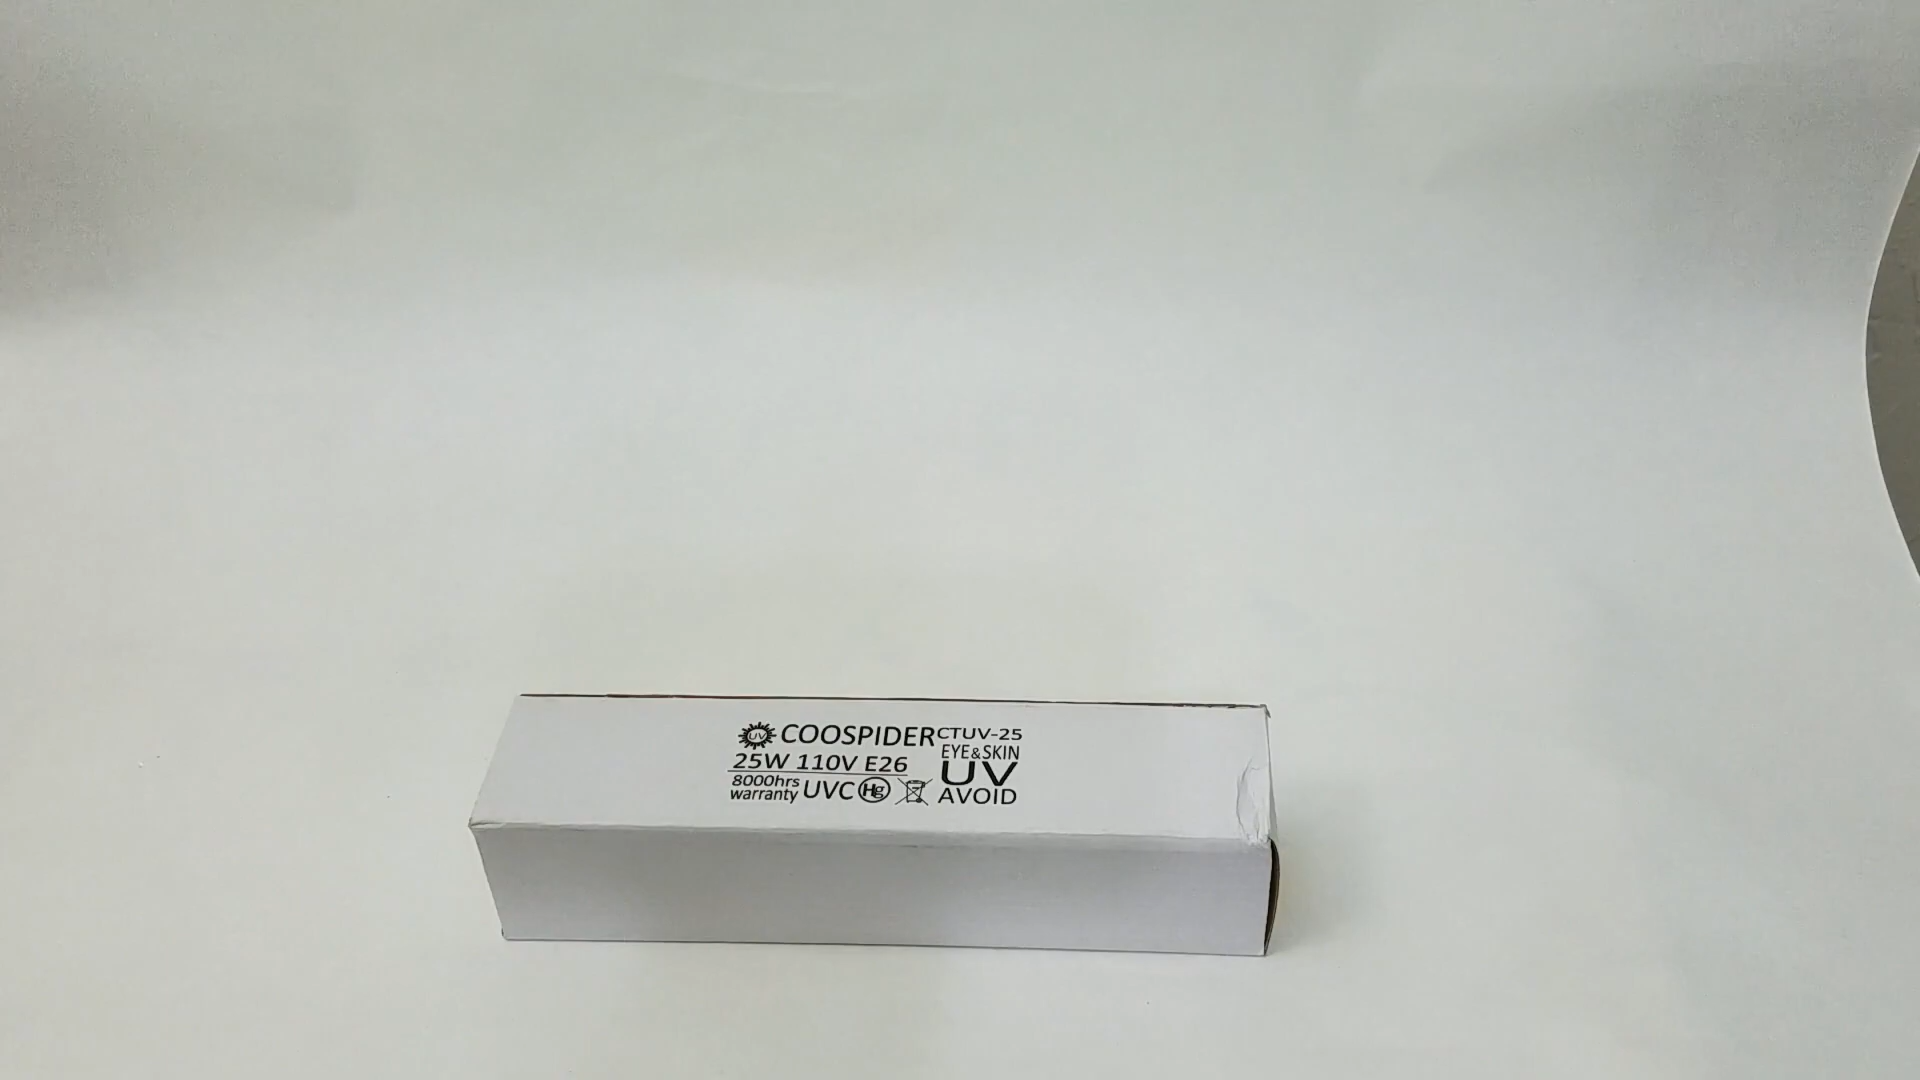 UV COOSPIDER CTUV-25
25W 110V E26
8000hrs
warranty UVC Hg
EYE&SKIN
UV
AVOID